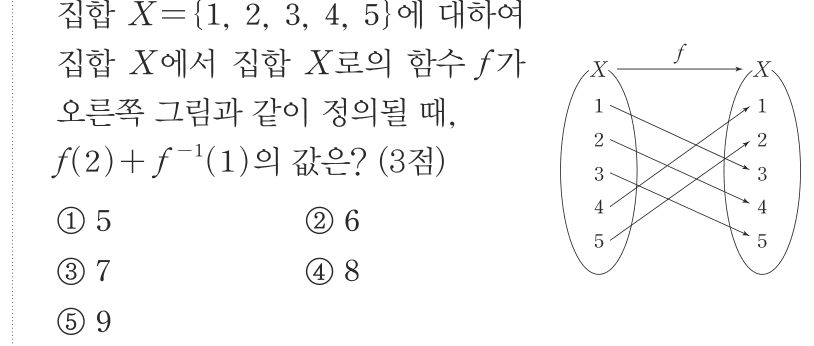 집합 X={1, 2, 3, 4, 5}에 대하여
집합 X에서 집합 X로의 함수 f가
오른쪽 그림과 같이 정의될 때,
f(2)+f⁻¹(1)의 값은? (3점)
① 5 ② 6
③ 7 ④ 8
⑤ 9
f
X X
1 1
2 2
3 3
4 4
5 5